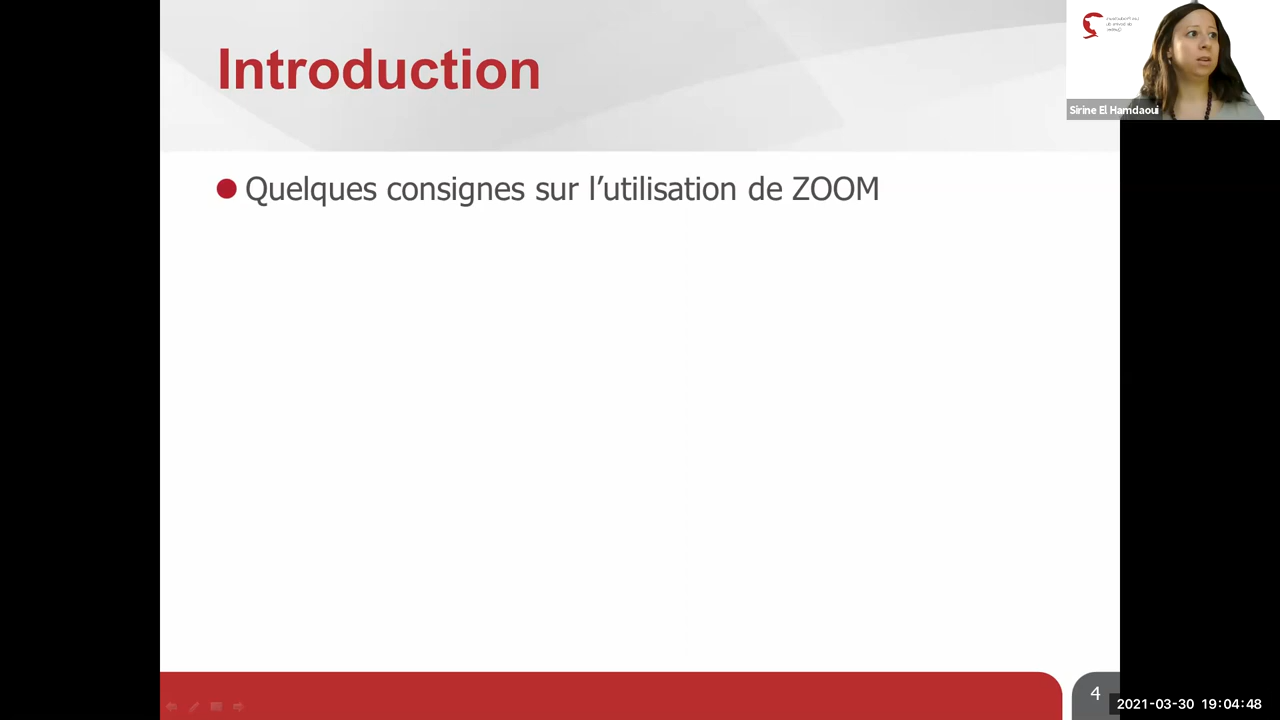 Introduction
Quelques consignes sur l’utilisation de ZOOM
Sirine El Hamdaoui
4
2021-03-30 19:04:48